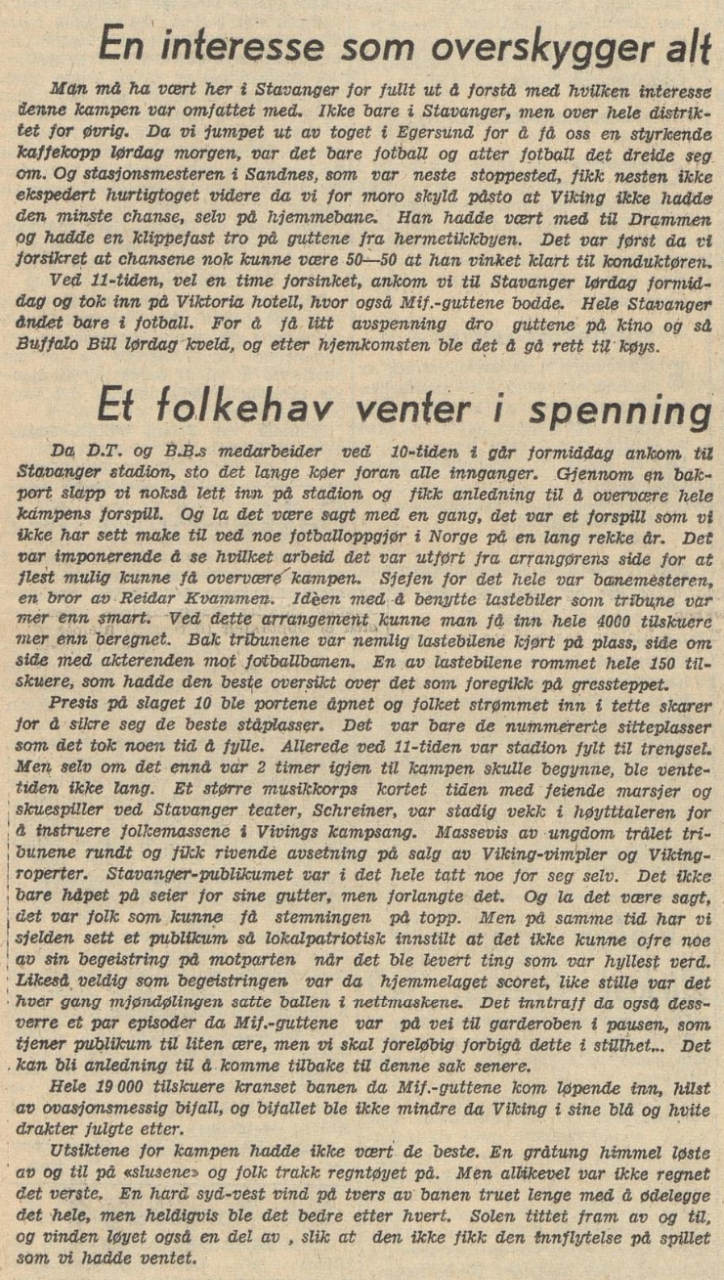 En interesse som overskygger alt
Man må ha vært her i Stavanger for fullt ut å forstå med hvilken interesse
denne kampen var omfattet med. Ikke bare i Stavanger, men over hele distrik-
tet for øvrig. Da vi jumpet ut av toget i Egersund for å få oss en styrkende
kaffekopp lørdag morgen, var det bare fotball og atter fotball det dreide seg
om. Og stasjonsmesteren i Sandnes, som var neste stoppested, fikk nesten ikke
ekspedert hurtigtoget videre da vi for moro skyld påsto at Viking ikke hadde
den minste chanse, selv på hjemmebane. Han hadde vært med til Drammen
og hadde en klippefast tro på guttene fra hermetikkbyen. Det var først da vi
forsikret at chansene nok kunne være 50—50 at han vinket klart til konduktøren.
Ved 11-tiden, vel en time forsinket, ankom vi til Stavanger lørdag formid-
dag og tok inn på Viktoria hotell, hvor også Mif.-guttene bodde. Hele Stavanger
åndet bare i fotball. For å få litt avspenning dro guttene på kino og så
Buffalo Bill lørdag kveld, og etter hjemkomsten ble det å gå rett til køys.
Et folkehav venter i spenning
Da D.T. og B.B.s medarbeider ved 10-tiden i går formiddag ankom til
Stavanger stadion, sto det lange køer foran alle innganger. Gjennom en bak-
port slapp vi nokså lett inn på stadion og fikk anledning til å overvære hele
kampens forspill. Og la det være sagt med en gang, det var et forspill som vi
ikke har sett make til ved noe fotballoppgjør i Norge på en lang rekke år. Det
var imponerende å se hvilket arbeid det var utført fra arrangørens side for at
flest mulig kunne få overvære kampen. Sjefen for det hele var banemesteren,
en bror av Reidar Kvammen. Idéen med å benytte lastebiler som tribune var
mer enn smart. Ved dette arrangement kunne man få inn hele 4000 tilskuere
mer enn beregnet. Bak tribunene var nemlig lastebilene kjørt på plass, side om
side med akterenden mot fotballbanen. En av lastebilene rommet hele 150 til-
skuere, som hadde den beste oversikt over det som foregikk på gressteppet.
Presis på slaget 10 ble portene åpnet og folket strømmet inn i tette skarer
for å sikre seg de beste ståplasser. Det var bare de nummererte sitteplasser
som det tok noen tid å fylle. Allerede ved 11-tiden var stadion fylt til trengsel.
Men selv om det ennå var 2 timer igjen til kampen skulle begynne, ble vente-
tiden ikke lang. Et større musikkorps kortet tiden med feiende marsjer og
skuespiller ved Stavanger teater, Schreiner, var stadig vekk i høytttaleren for
å instruere folkemassene i Vivings kampsang. Massevis av ungdom trålet tri-
bunene rundt og fikk rivende avsetning på salg av Viking-vimpler og Viking-
roperter. Stavanger-publikumet var i det hele tatt noe for seg selv. Det ikke
bare håpet på seier for sine gutter, men forlangte det. Og la det være sagt,
det var folk som kunne få stemningen på topp. Men på samme tid har vi
sjelden sett et publikum så lokalpatriotisk innstilt at det ikke kunne ofre noe
av sin begeistring på motparten når det ble levert ting som var hyllest verd.
Likeså veldig som begeistringen var da hjemmelaget scoret, like stille var det
hver gang mjøndølingen satte ballen i nettmaskene. Det inntraff da også dess-
verre et par episoder da Mif.-guttene var på vei til garderoben i pausen, som
tjener publikum til liten ære, men vi skal foreløbig forbigå dette i stillhet... Det
kan bli anledning til å komme tilbake til denne sak senere.
Hele 19 000 tilskuere kranset banen da Mif.-guttene kom løpende inn, hilst
av ovasjonsmessig bifall, og bifallet ble ikke mindre da Viking i sine blå og hvite
drakter fulgte etter.
Utsiktene for kampen hadde ikke vært de beste. En gråtung himmel løste
av og til på «slusene» og folk trakk regntøyet på. Men allikevel var ikke regnet
det verste. En hard syd-vest vind på tvers av banen truet lenge med å ødelegge
det hele, men heldigvis ble det bedre etter hvert. Solen tittet fram av og til,
og vinden løyet også en del av , slik at den ikke fikk den innflytelse på spillet
som vi hadde ventet.